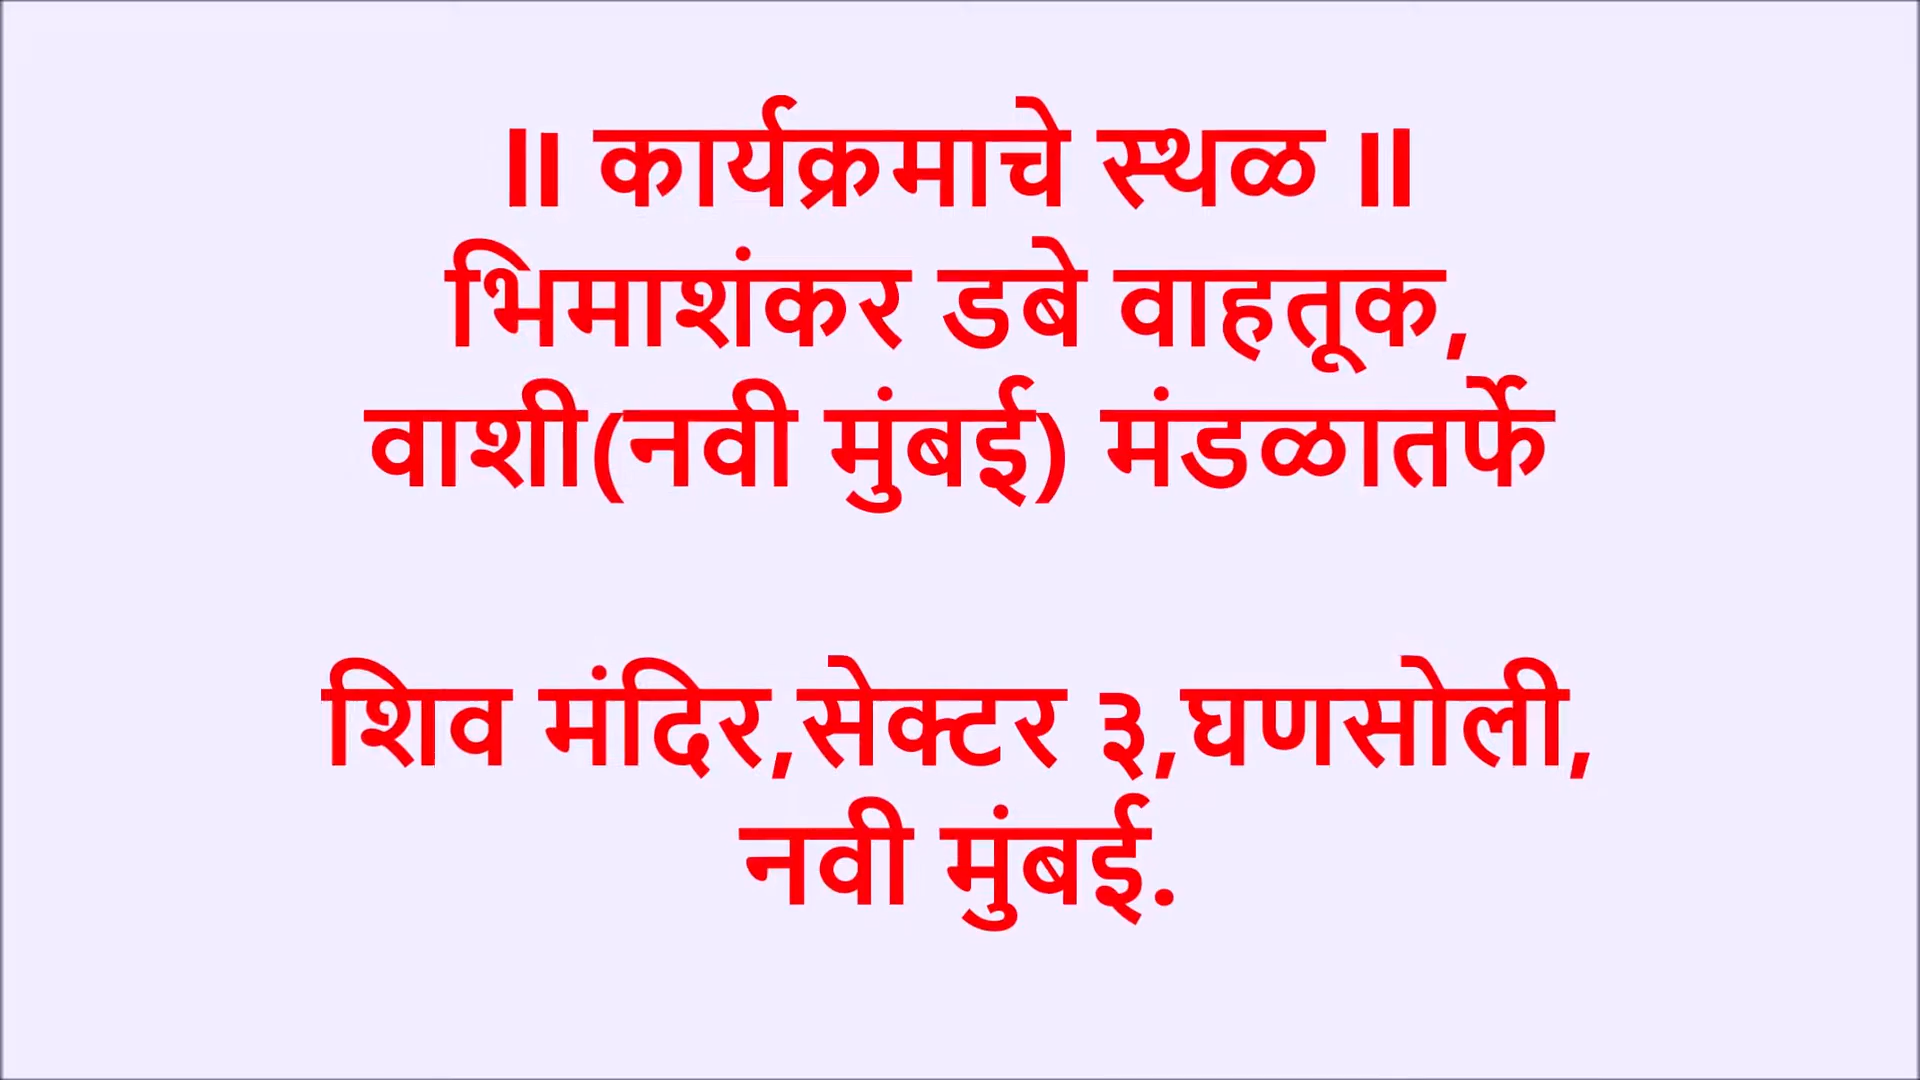 ॥ कार्यक्रमाचे स्थळ ॥
भिमाशंकर डबे वाहतूक,
वाशी(नवी मुंबई) मंडळातर्फे
शिव मंदिर,सेक्टर ३,घणसोली,
नवी मुंबई.